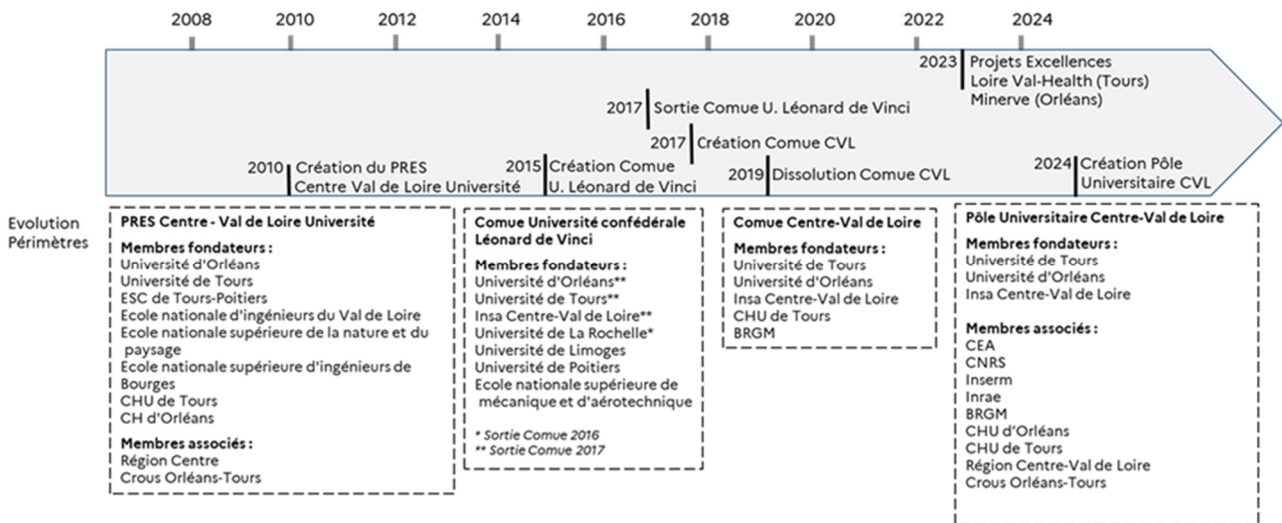 2008 2010 2012 2014 2016 2018 2020 2022 2024
2023 Projets Excellences
Loire Val-Health (Tours)
Minerve (Orléans)
2017 Sortie Comue U. Léonard de Vinci
2017 Création Comue CVL
2010 Création du PRES
Centre Val de Loire Université
2015 Création Comue
U. Léonard de Vinci
2019 Dissolution Comue CVL
2024 Création Pôle
Universitaire CVL
Evolution
Périmètres
PRES Centre - Val de Loire Université
Membres fondateurs :
Université d'Orléans
Université de Tours
ESC de Tours-Poitiers
Ecole nationale d'ingénieurs du Val de Loire
Ecole nationale supérieure de la nature et du
paysage
Ecole nationale supérieure d'ingénieurs de
Bourges
CHU de Tours
CH d'Orléans
Membres associés :
Région Centre
Crous Orléans-Tours
Comue Université confédérale
Léonard de Vinci
Membres fondateurs :
Université d'Orléans**
Université de Tours**
Insa Centre-Val de Loire**
Université de La Rochelle*
Université de Limoges
Université de Poitiers
Ecole nationale supérieure de
mécanique et d'aérotechnique
* Sortie Comue 2016
** Sortie Comue 2017
Comue Centre-Val de Loire
Membres fondateurs :
Université de Tours
Université d'Orléans
Insa Centre-Val de Loire
CHU de Tours
BRGM
Pôle Universitaire Centre-Val de Loire
Membres fondateurs :
Université de Tours
Université d'Orléans
Insa Centre-Val de Loire
Membres associés :
CEA
CNRS
Inserm
Inrae
BRGM
CHU d'Orléans
CHU de Tours
Région Centre-Val de Loire
Crous Orléans-Tours